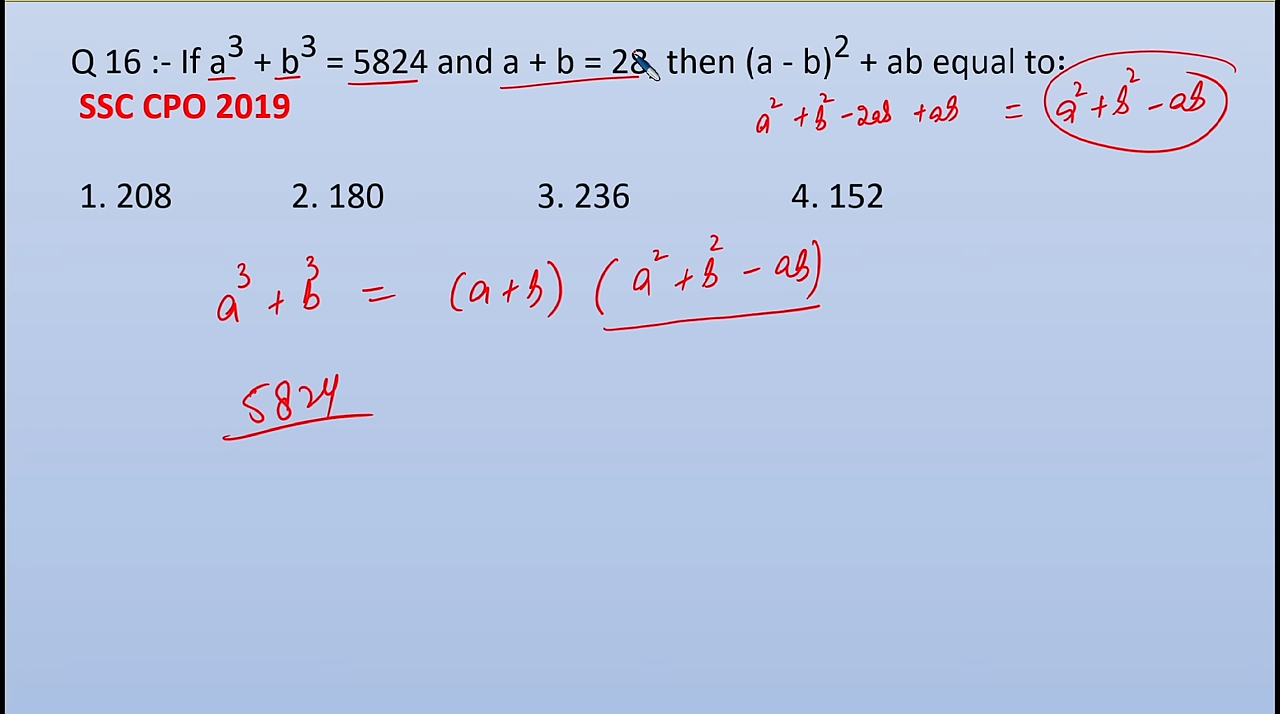 Q 16 :- If a³ + b³ = 5824 and a + b = 28, then (a - b)² + ab equal to:
SSC CPO 2019
a² + b² - 2ab + ab = a² + b² - ab
1. 208 2. 180 3. 236 4. 152
a³ + b³ = (a + b) (a² + b² - ab)
5824